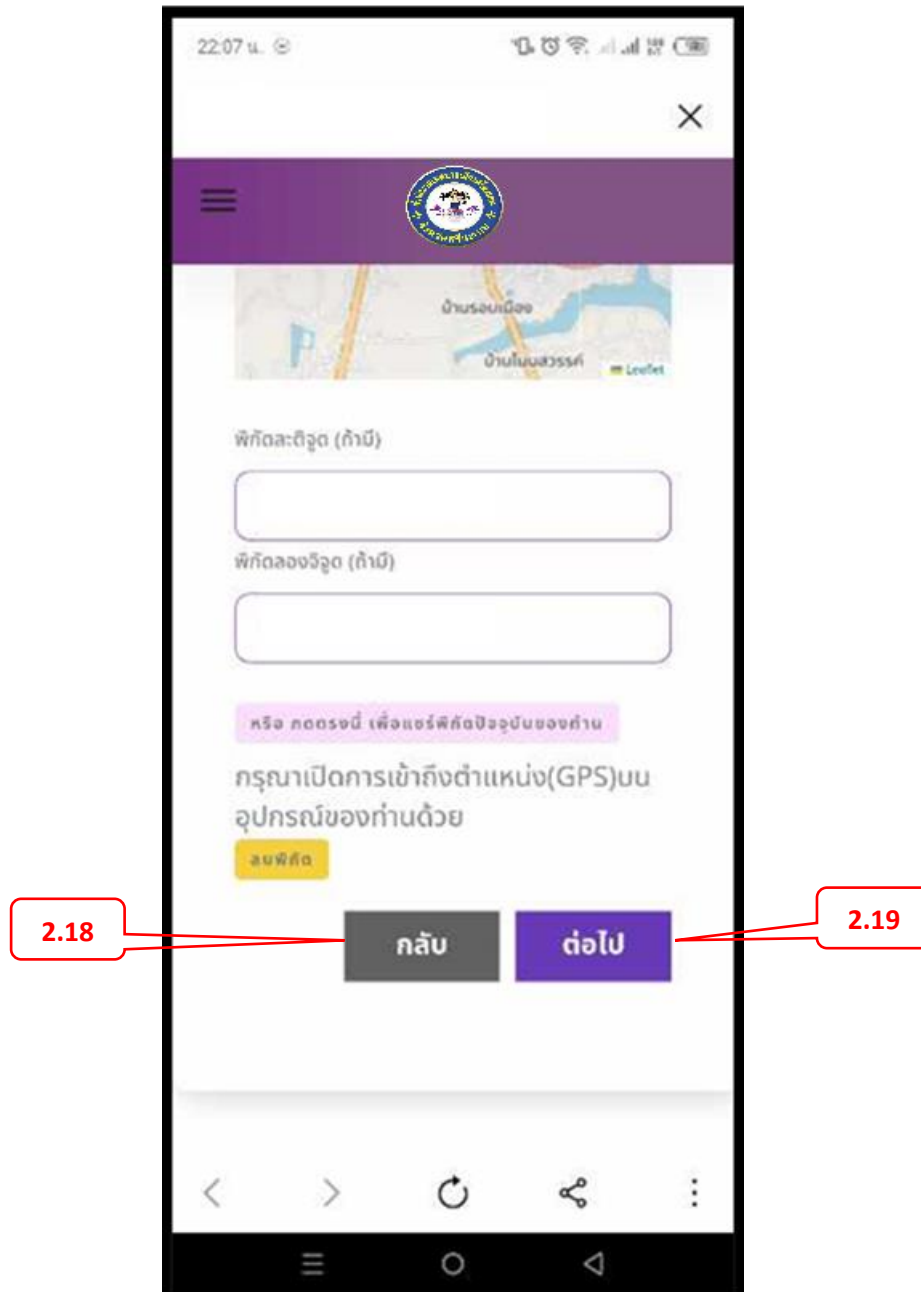 22:07 น.
บ้านรอบเมือง
บ้านโนนสวรรค์
Leaflet
พิกัดละติจูด (ถ้ามี)
พิกัดลองจิจูด (ถ้ามี)
หรือ กดตรงนี้ เพื่อแชร์พิกัดปัจจุบันของท่าน
กรุณาเปิดการเข้าถึงตำแหน่ง(GPS)บน
อุปกรณ์ของท่านด้วย
ลบพิกัด
2.18
กลับ
ต่อไป
2.19